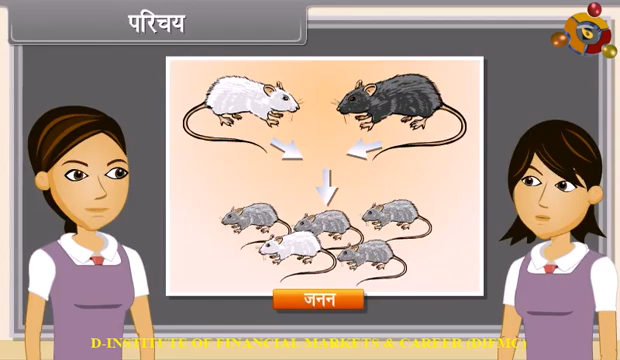 परिचय
जनन
D-INSTITUTE OF FINANCIAL MARKETS & CAREER (DIFMC)